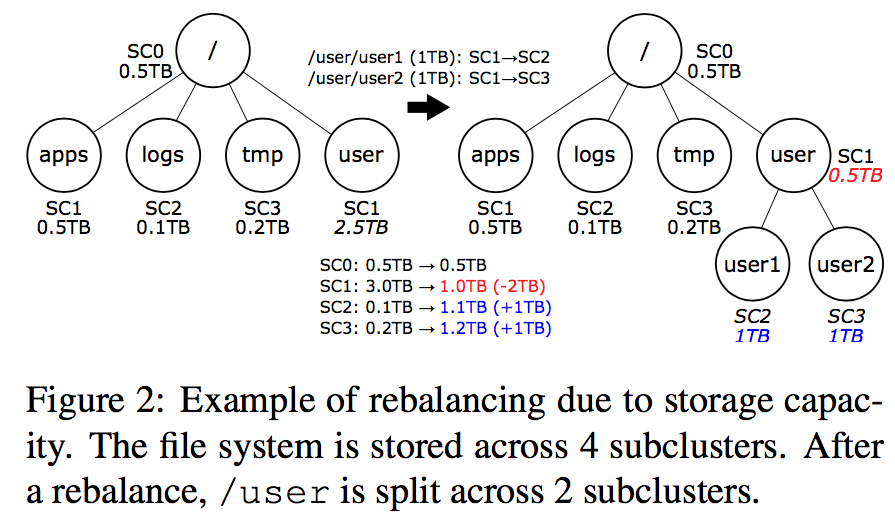 /
SC0
0.5TB
apps
logs
tmp
user
SC1
0.5TB
SC2
0.1TB
SC3
0.2TB
SC1
2.5TB
/user/user1 (1TB): SC1→SC2
/user/user2 (1TB): SC1→SC3
/
SC0
0.5TB
apps
logs
tmp
user
SC1
0.5TB
SC1
0.5TB
SC2
0.1TB
SC3
0.2TB
user1
user2
SC2
1TB
SC3
1TB
SC0: 0.5TB → 0.5TB
SC1: 3.0TB → 1.0TB (-2TB)
SC2: 0.1TB → 1.1TB (+1TB)
SC3: 0.2TB → 1.2TB (+1TB)
Figure 2: Example of rebalancing due to storage capac-
ity. The file system is stored across 4 subclusters. After
a rebalance, /user is split across 2 subclusters.